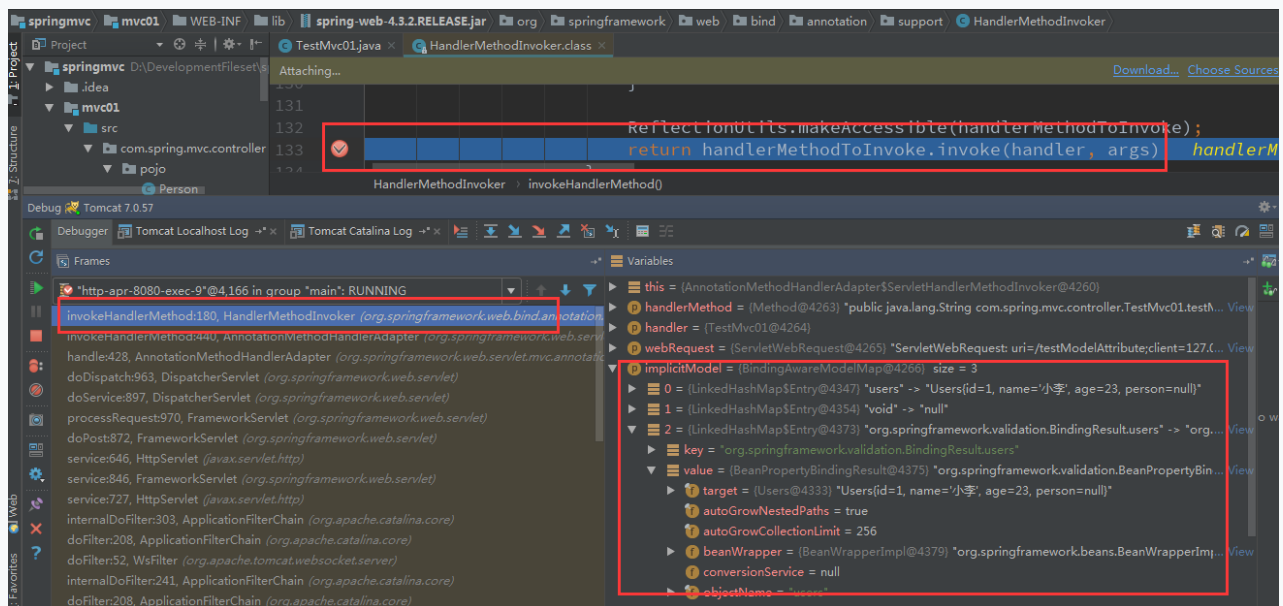 springmvc mvc01 WEB-INF lib spring-web-4.3.2.RELEASE.jar org springframework web bind annotation support HandlerMethodInvoker
Project
TestMvc01.java × HandlerMethodInvoker.class ×
1: Project
springmvc D:\DevelopmentFileset\s
Attaching...
Download... Choose Sources
.idea
mvc01
src
com.spring.mvc.controller
pojo
Person
Z: Structure
131
132 ReflectionUtils.makeAccessible(handlerMethodToInvoke);
133 return handlerMethodToInvoke.invoke(handler, args) handlerM
HandlerMethodInvoker › invokeHandlerMethod()
Debug Tomcat 7.0.57
Debugger Tomcat Localhost Log →* × Tomcat Catalina Log →* ×
Frames
"http-apr-8080-exec-9"@4,166 in group "main": RUNNING
invokeHandlerMethod:180, HandlerMethodInvoker (org.springframework.web.bind.annotation.
invokeHandlerMethod:440, AnnotationMethodHandlerAdapter (org.springframework.web.servl
handle:428, AnnotationMethodHandlerAdapter (org.springframework.web.servlet.mvc.annotatic
doDispatch:963, DispatcherServlet (org.springframework.web.servlet)
doService:897, DispatcherServlet (org.springframework.web.servlet)
processRequest:970, FrameworkServlet (org.springframework.web.servlet)
doPost:872, FrameworkServlet (org.springframework.web.servlet)
service:646, HttpServlet (javax.servlet.http)
service:846, FrameworkServlet (org.springframework.web.servlet)
service:727, HttpServlet (javax.servlet.http)
internalDoFilter:303, ApplicationFilterChain (org.apache.catalina.core)
doFilter:208, ApplicationFilterChain (org.apache.catalina.core)
doFilter:52, WsFilter (org.apache.tomcat.websocket.server)
internalDoFilter:241, ApplicationFilterChain (org.apache.catalina.core)
doFilter:208, ApplicationFilterChain (org.apache.catalina.core)
Web
Favorites
Variables
this = {AnnotationMethodHandlerAdapter$ServletHandlerMethodInvoker@4260}
handlerMethod = {Method@4263} "public java.lang.String com.spring.mvc.controller.TestMvc01.testN... View
handler = {TestMvc01@4264}
webRequest = {ServletWebRequest@4265} "ServletWebRequest: uri=/testModelAttribute;client=127.(... View
implicitModel = {BindingAwareModelMap@4266} size = 3
0 = {LinkedHashMap$Entry@4347} "users" -> "Users{id=1, name='小李', age=23, person=null}"
1 = {LinkedHashMap$Entry@4354} "void" -> "null"
2 = {LinkedHashMap$Entry@4373} "org.springframework.validation.BindingResult.users" -> "org.... View
key = "org.springframework.validation.BindingResult.users"
value = {BeanPropertyBindingResult@4375} "org.springframework.validation.BeanPropertyBin... View
target = {Users@4333} "Users{id=1, name='小李', age=23, person=null}"
autoGrowNestedPaths = true
autoGrowCollectionLimit = 256
beanWrapper = {BeanWrapperImpl@4379} "org.springframework.beans.BeanWrapperImp... View
conversionService = null
objectName = "users"